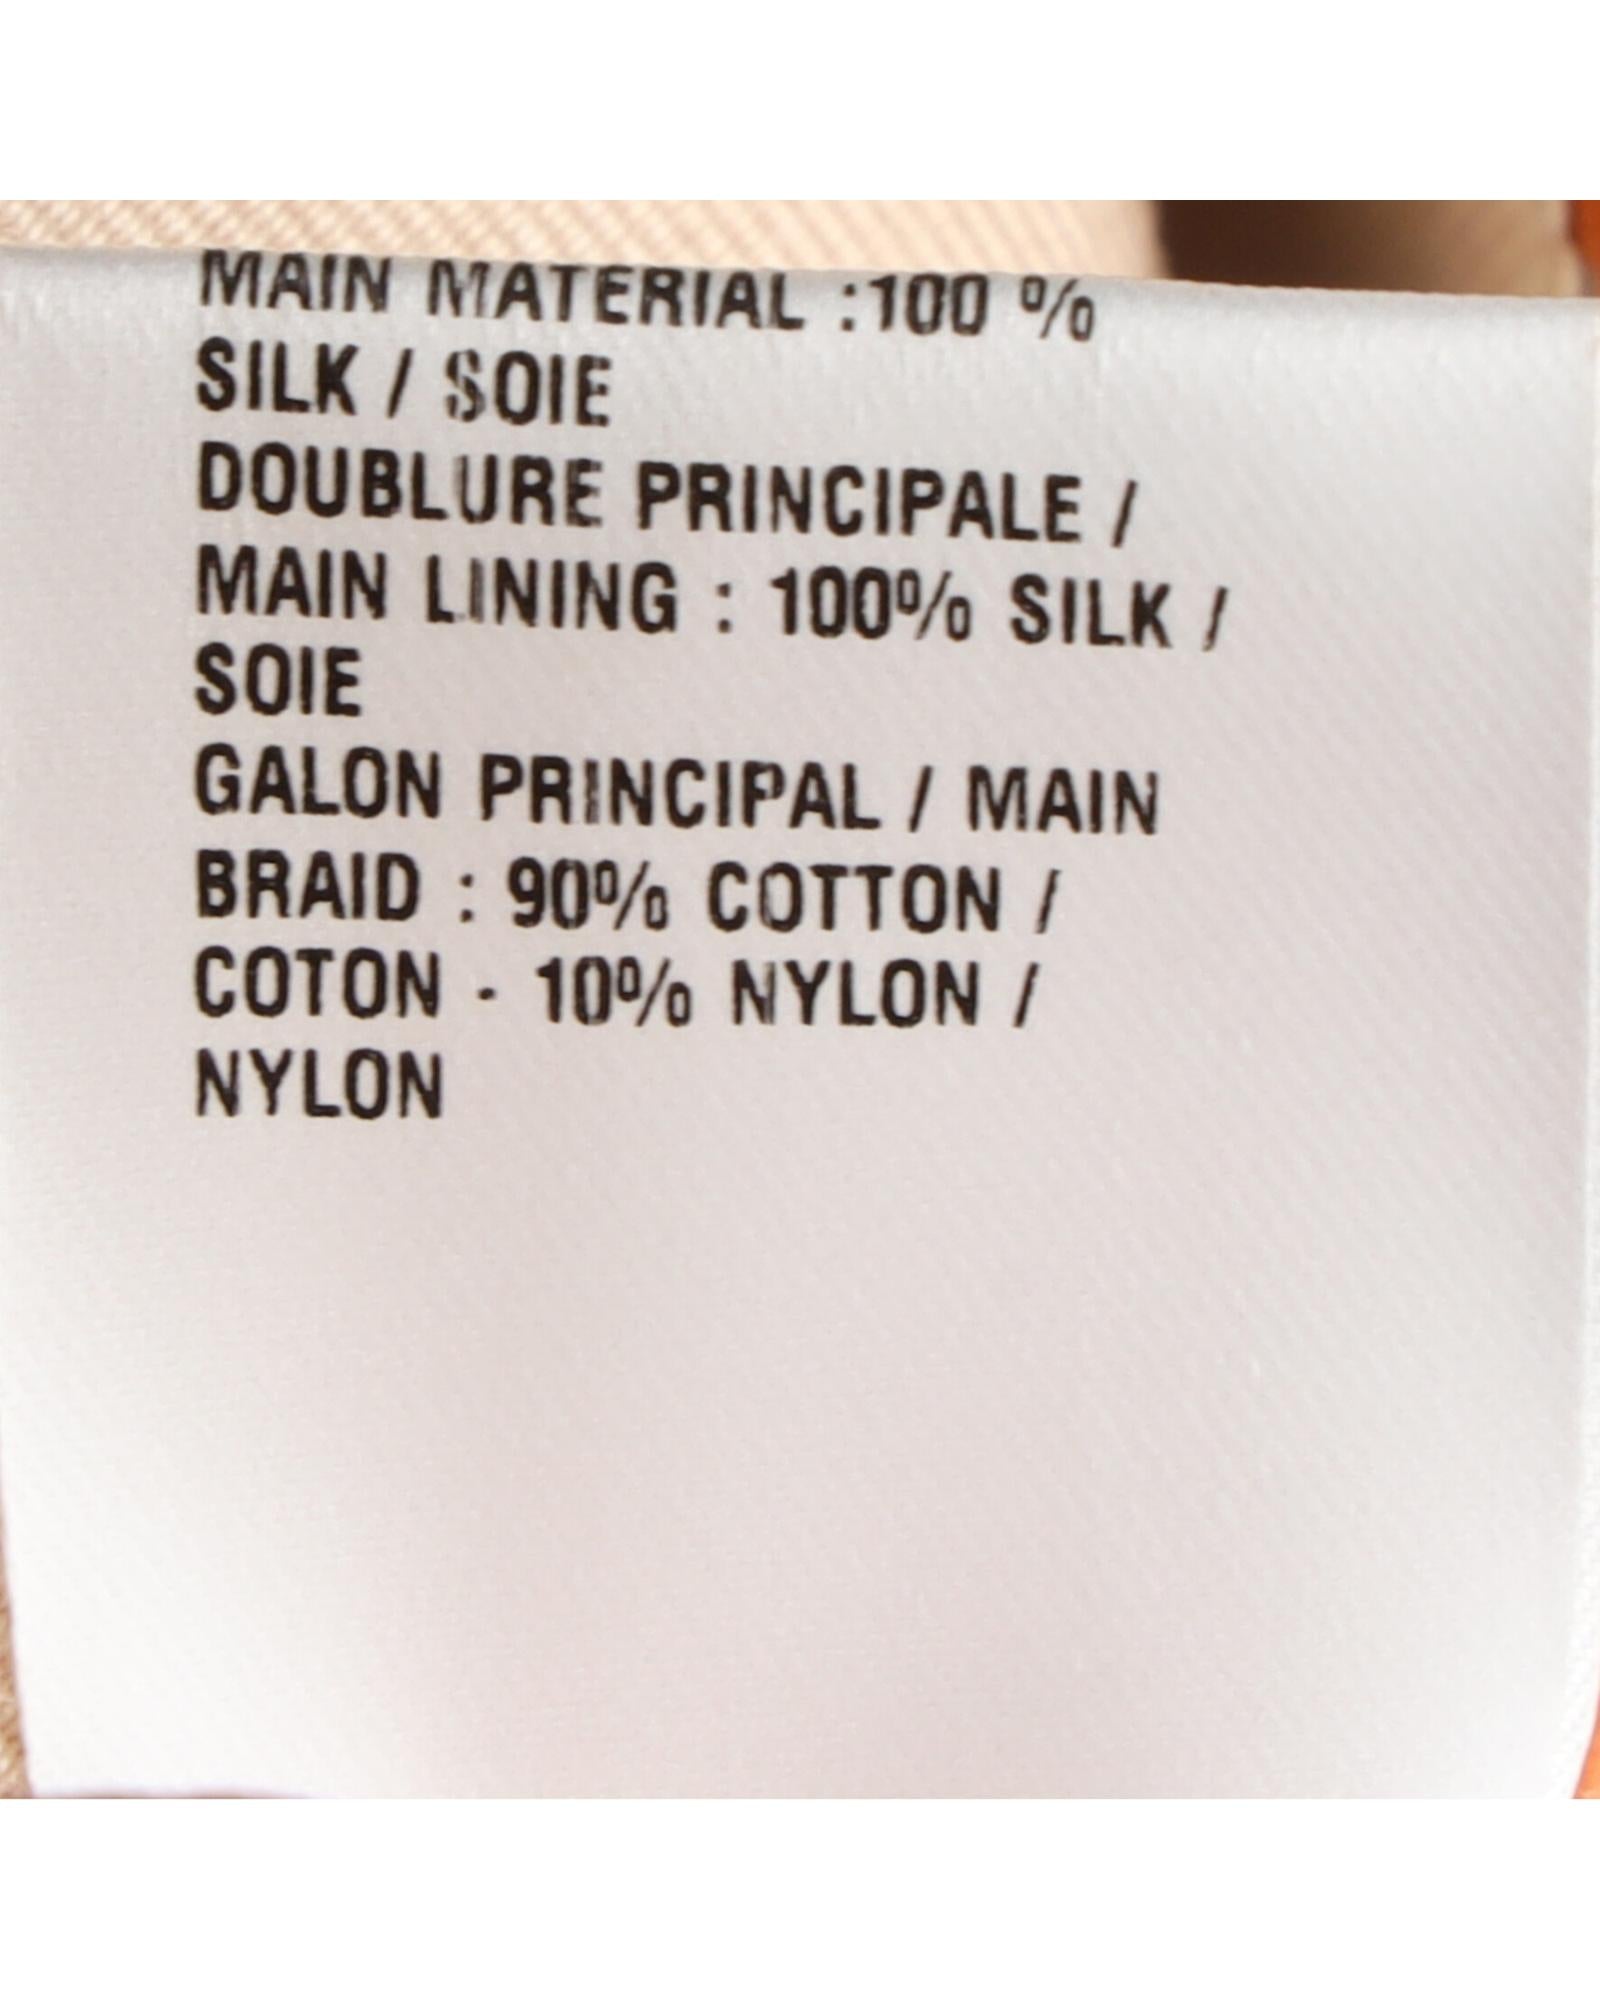 MAIN MATERIAL :100 %
SILK / SOIE
DOUBLURE PRINCIPALE /
MAIN LINING : 100% SILK /
SOIE
GALON PRINCIPAL / MAIN
BRAID : 90% COTTON /
COTON - 10% NYLON /
NYLON